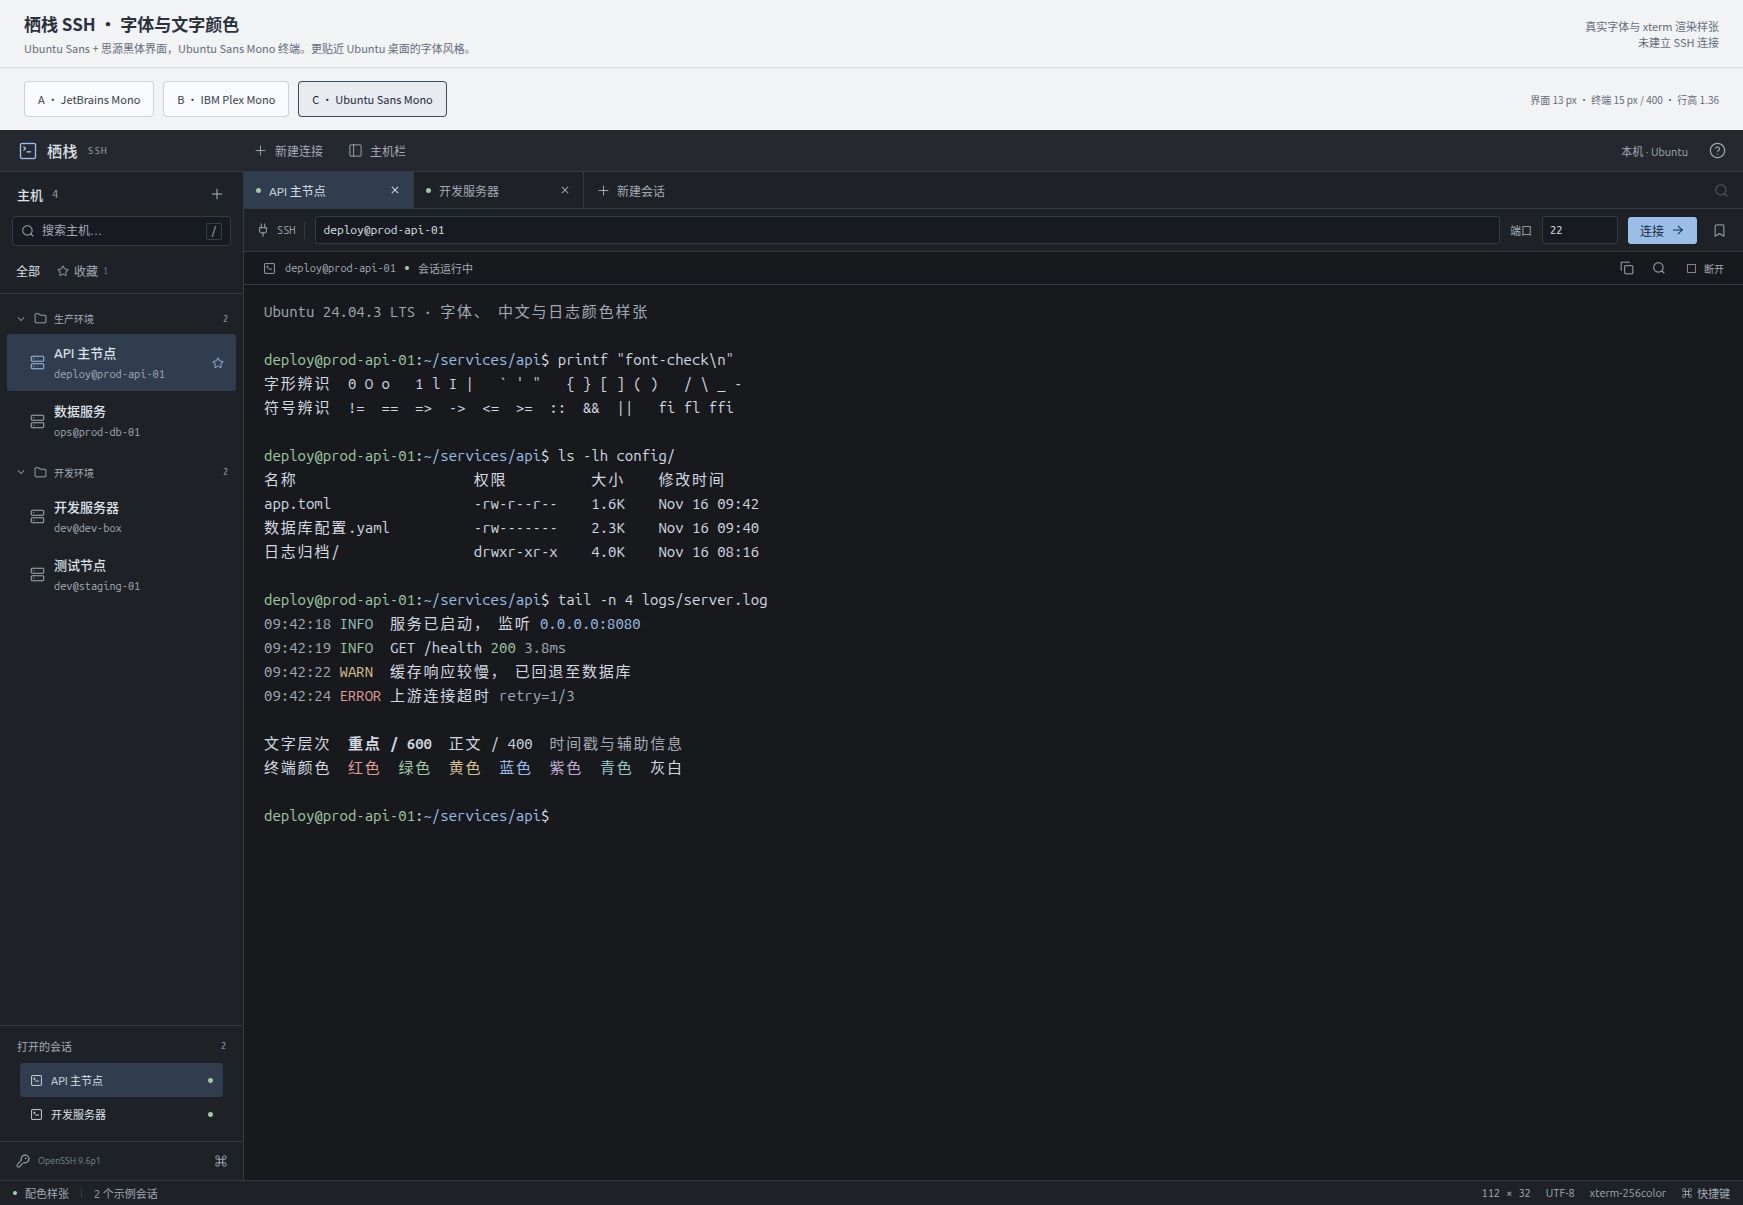 栖栈 SSH · 字体与文字颜色
Ubuntu Sans + 思源黑体界面，Ubuntu Sans Mono 终端。更贴近 Ubuntu 桌面的字体风格。
真实字体与 xterm 渲染样张
未建立 SSH 连接
A · JetBrains Mono
B · IBM Plex Mono
C · Ubuntu Sans Mono
界面 13 px · 终端 15 px / 400 · 行高 1.36
栖栈 SSH
新建连接
主机栏
本机 · Ubuntu
主机 4
搜索主机… /
全部
收藏 1
生产环境 2
API 主节点
deploy@prod-api-01
数据服务
ops@prod-db-01
开发环境 2
开发服务器
dev@dev-box
测试节点
dev@staging-01
打开的会话 2
API 主节点
开发服务器
OpenSSH 9.6p1
API 主节点
开发服务器
新建会话
SSH deploy@prod-api-01
端口 22
连接
deploy@prod-api-01 会话运行中
断开
Ubuntu 24.04.3 LTS · 字体、 中文与日志颜色样张
deploy@prod-api-01:~/services/api$ printf "font-check\n"
字形辨识 0 O o 1 l I | ` ' " { } [ ] ( ) / \ _ -
符号辨识 != == => -> <= >= :: && || fi fl ffi
deploy@prod-api-01:~/services/api$ ls -lh config/
名称 权限 大小 修改时间
app.toml -rw-r--r-- 1.6K Nov 16 09:42
数据库配置.yaml -rw------- 2.3K Nov 16 09:40
日志归档/ drwxr-xr-x 4.0K Nov 16 08:16
deploy@prod-api-01:~/services/api$ tail -n 4 logs/server.log
09:42:18 INFO 服务已启动， 监听 0.0.0.0:8080
09:42:19 INFO GET /health 200 3.8ms
09:42:22 WARN 缓存响应较慢， 已回退至数据库
09:42:24 ERROR 上游连接超时 retry=1/3
文字层次 重点 / 600 正文 / 400 时间戳与辅助信息
终端颜色 红色 绿色 黄色 蓝色 紫色 青色 灰白
deploy@prod-api-01:~/services/api$
配色样张
2 个示例会话
112 × 32
UTF-8
xterm-256color
⌘ 快捷键